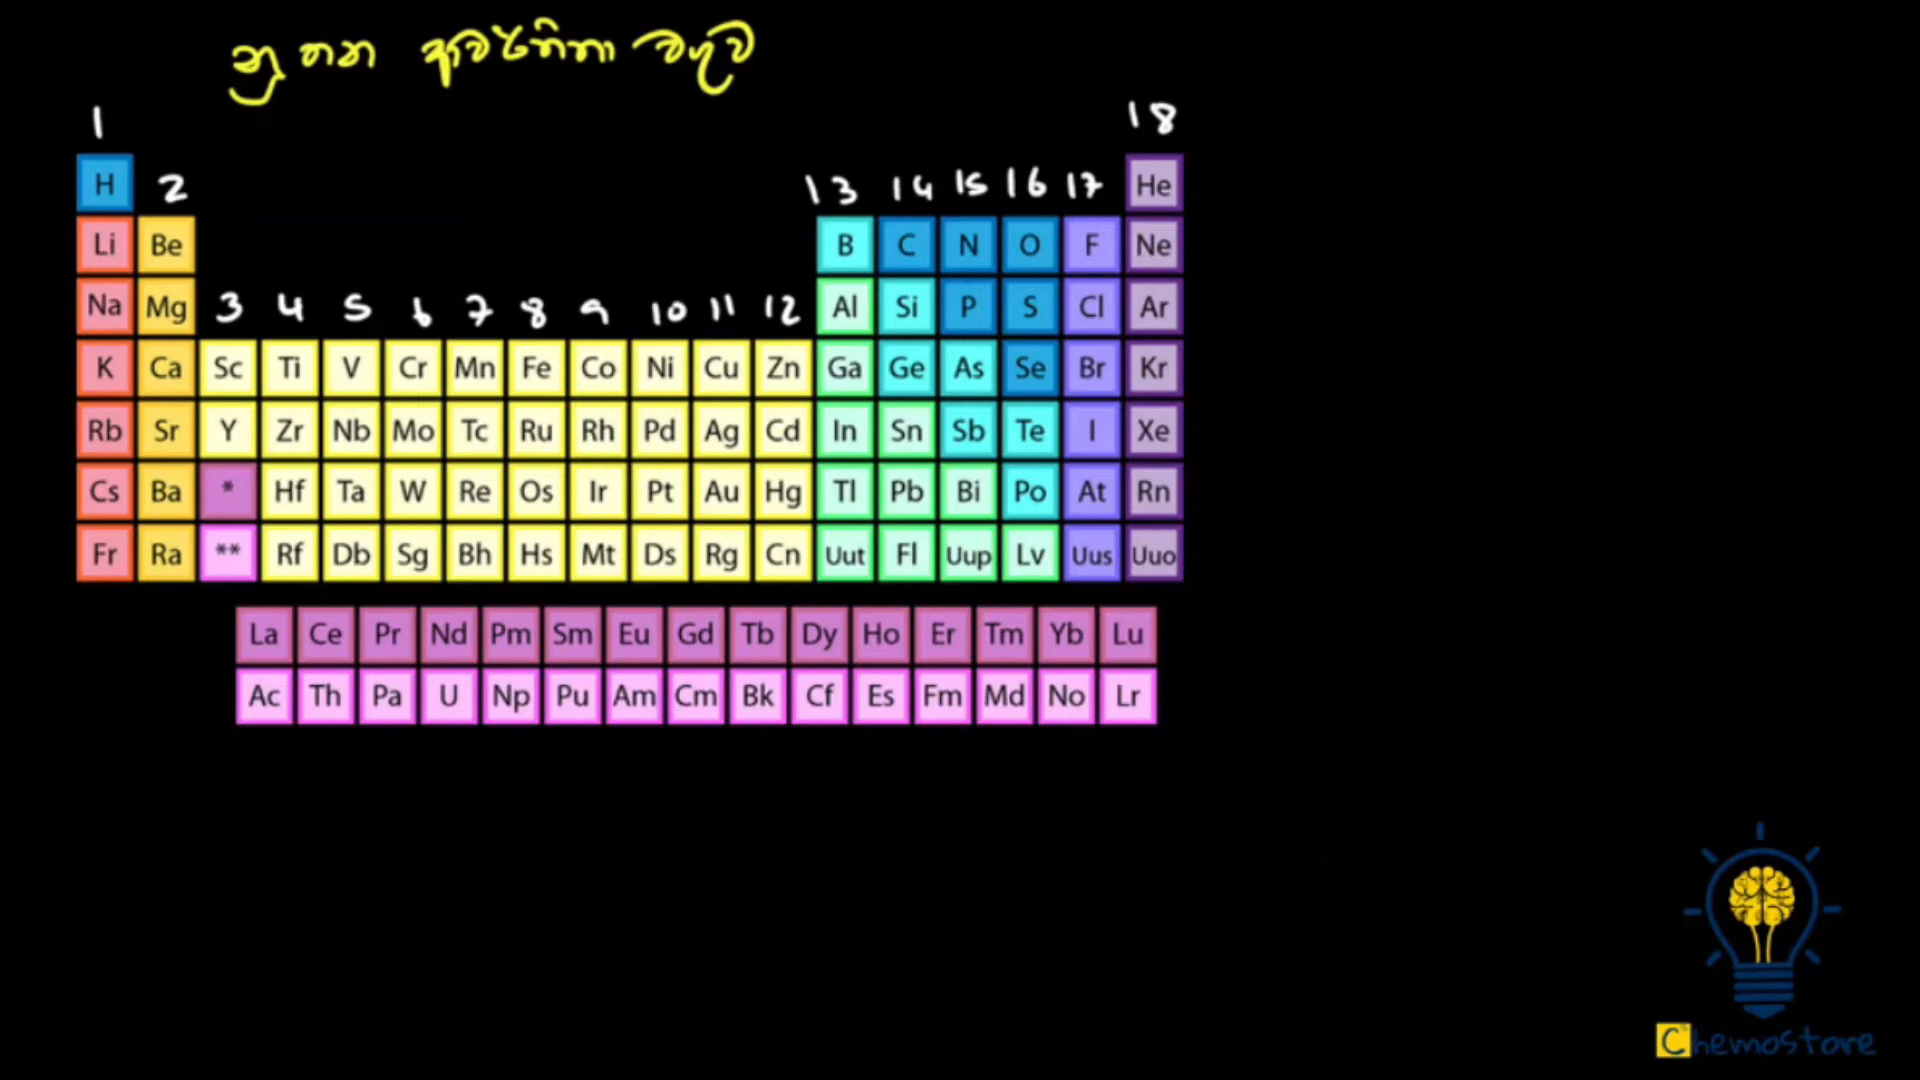 නූතන ආවර්තිතා වගුව
1 18
H 2 13 14 15 16 17 He
Li Be B C N O F Ne
Na Mg 3 4 5 6 7 8 9 10 11 12 Al Si P S Cl Ar
K Ca Sc Ti V Cr Mn Fe Co Ni Cu Zn Ga Ge As Se Br Kr
Rb Sr Y Zr Nb Mo Tc Ru Rh Pd Ag Cd In Sn Sb Te I Xe
Cs Ba * Hf Ta W Re Os Ir Pt Au Hg Tl Pb Bi Po At Rn
Fr Ra ** Rf Db Sg Bh Hs Mt Ds Rg Cn Uut Fl Uup Lv Uus Uuo
La Ce Pr Nd Pm Sm Eu Gd Tb Dy Ho Er Tm Yb Lu
Ac Th Pa U Np Pu Am Cm Bk Cf Es Fm Md No Lr
Chemostore